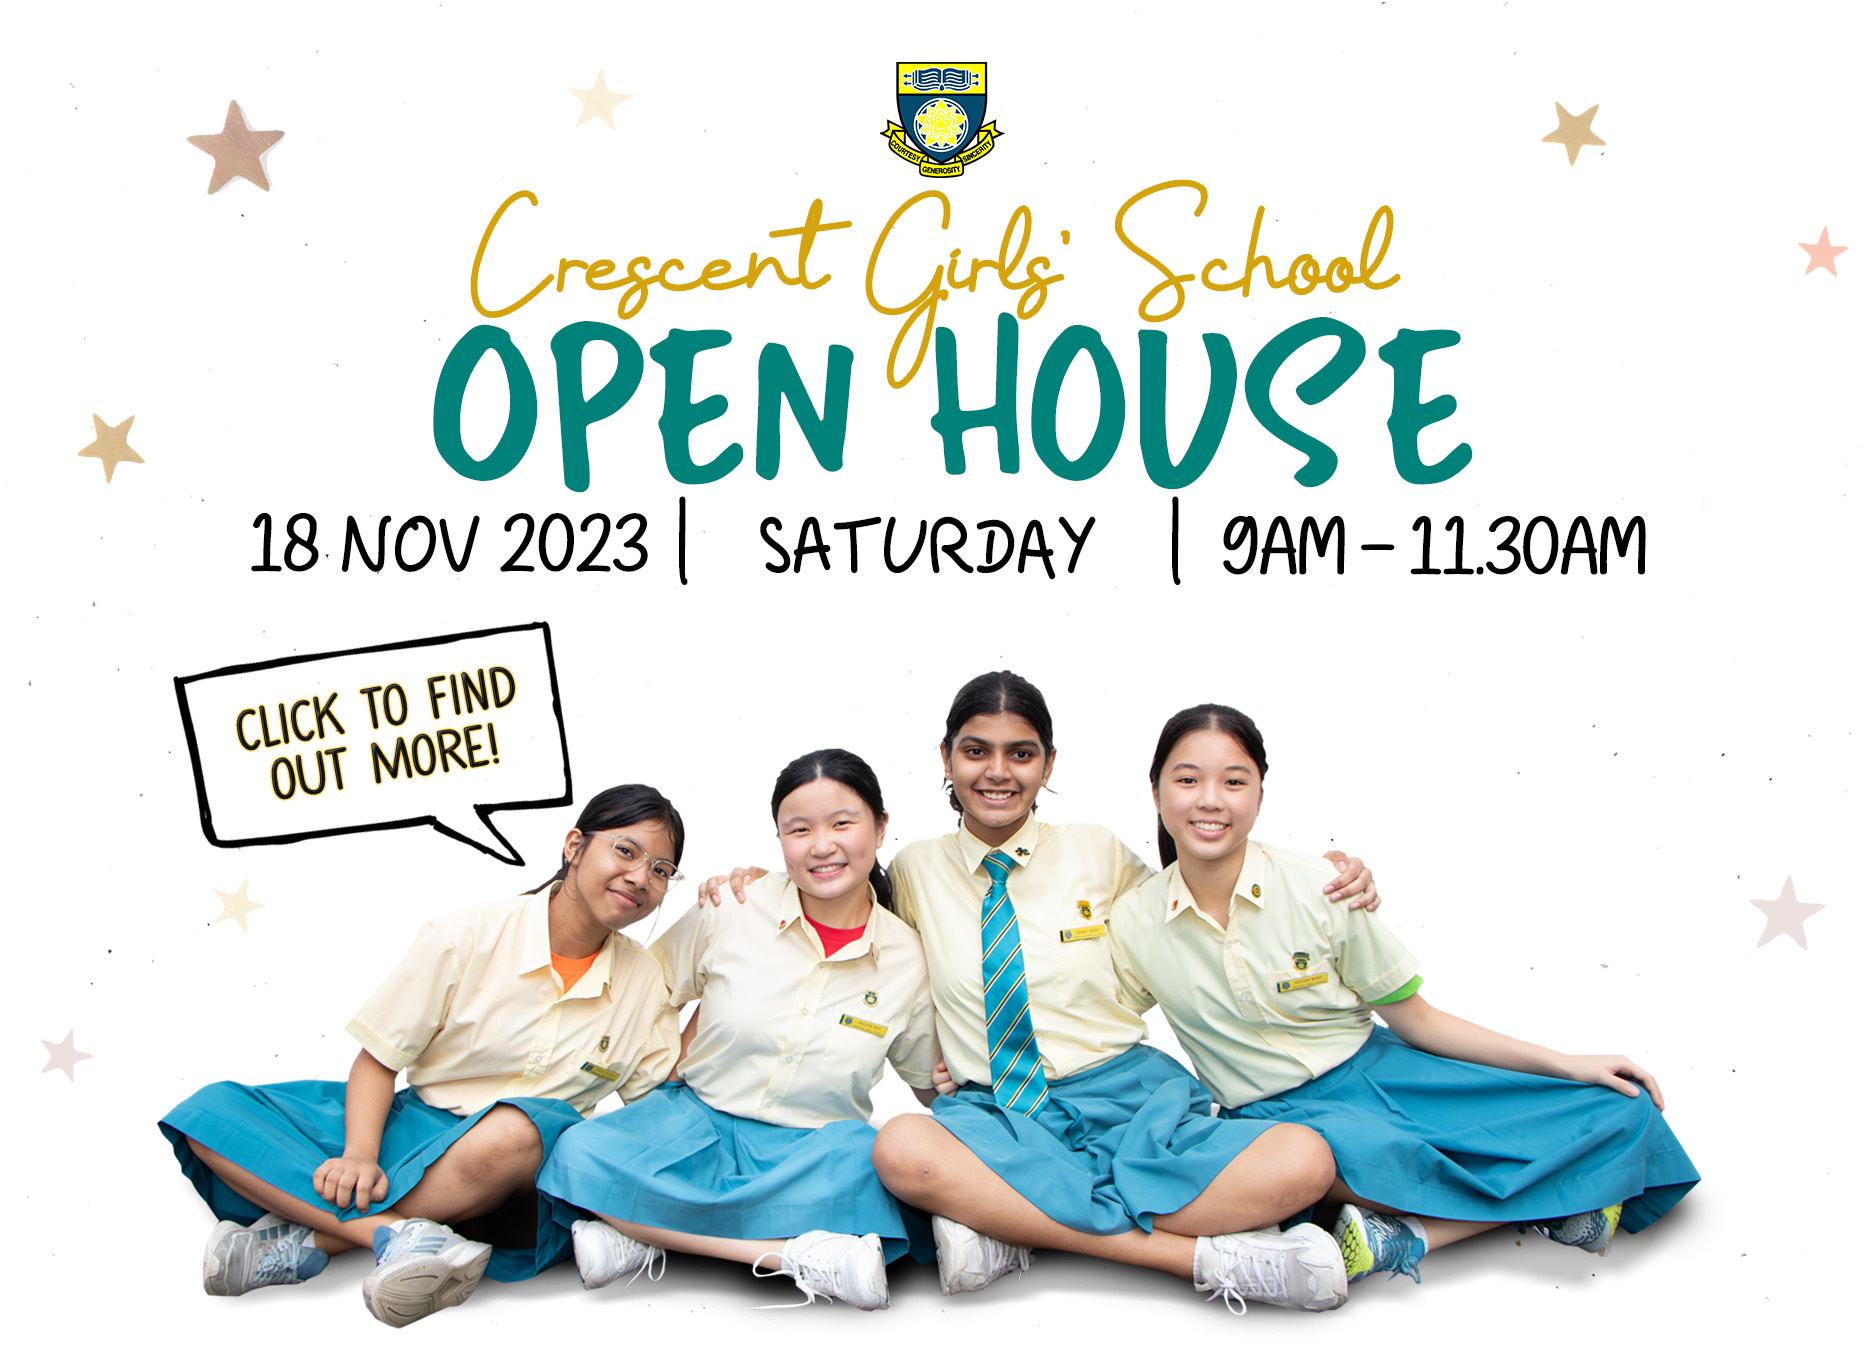 COURTESY GENEROSITY SINCERITY
Crescent Girls' School
OPEN HOUSE
18 NOV 2023 | SATURDAY | 9AM – 11.30AM
CLICK TO FIND
OUT MORE!